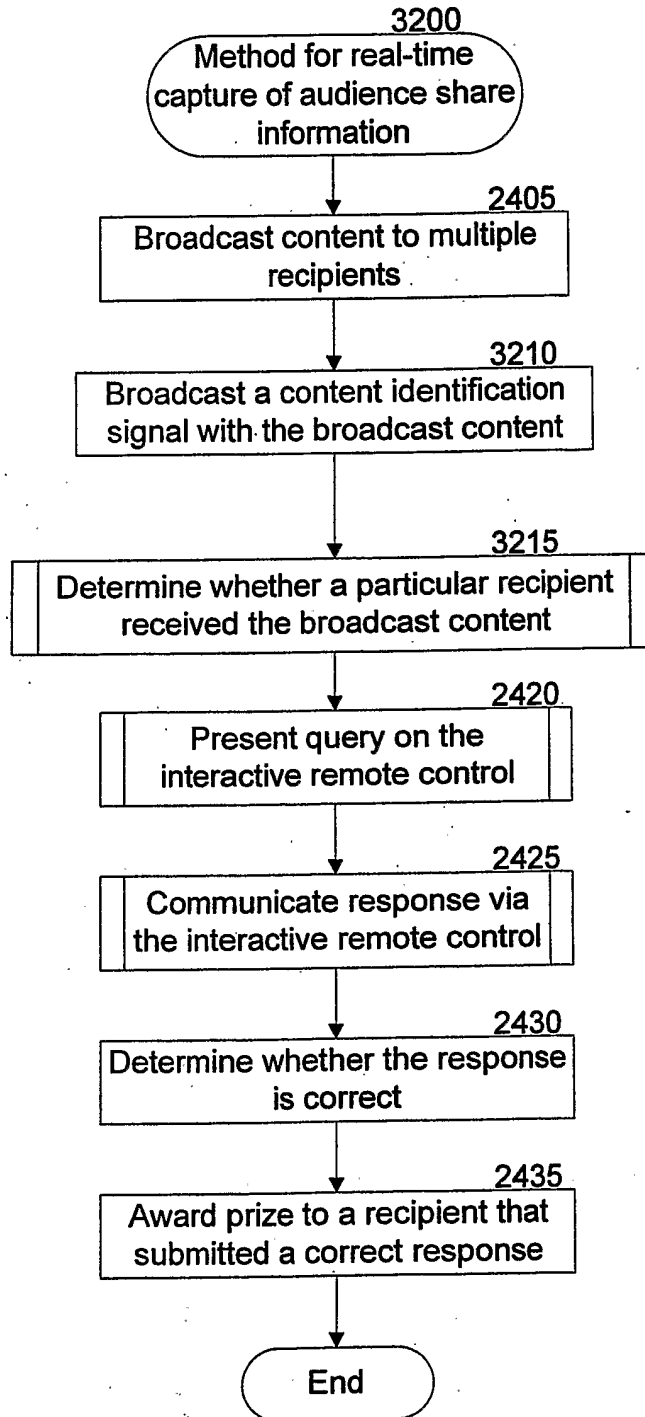 3200
Method for real-time
capture of audience share
information
2405
Broadcast content to multiple
recipients
3210
Broadcast a content identification
signal with the broadcast content
3215
Determine whether a particular recipient
received the broadcast content
2420
Present query on the
interactive remote control
2425
Communicate response via
the interactive remote control
2430
Determine whether the response
is correct
2435
Award prize to a recipient that
submitted a correct response
End